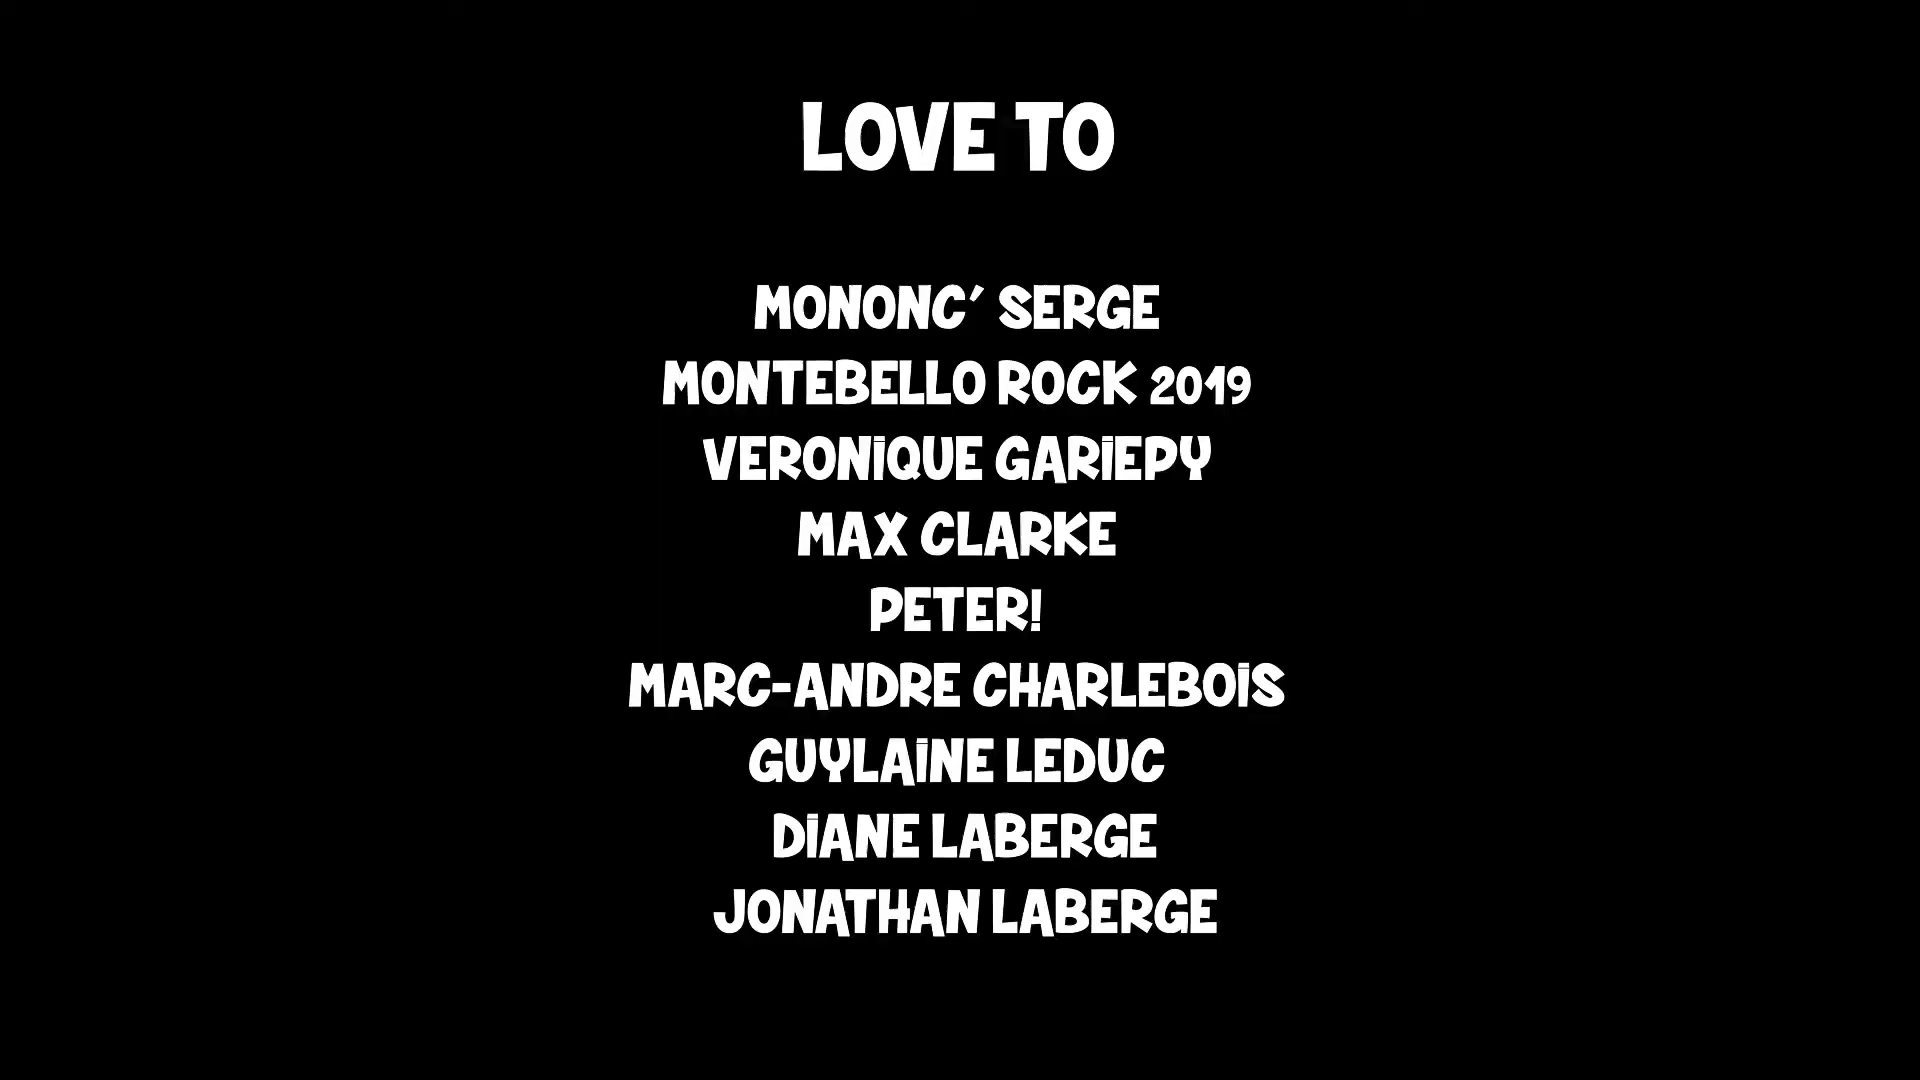 LOVE TO
MONONC' SERGE
MONTEBELLO ROCK 2019
VERONiQUE GARiEPY
MAX CLARKE
PETER!
MARC-ANDRE CHARLEBOiS
GUYLAiNE LEDUC
DiANE LABERGE
JONATHAN LABERGE